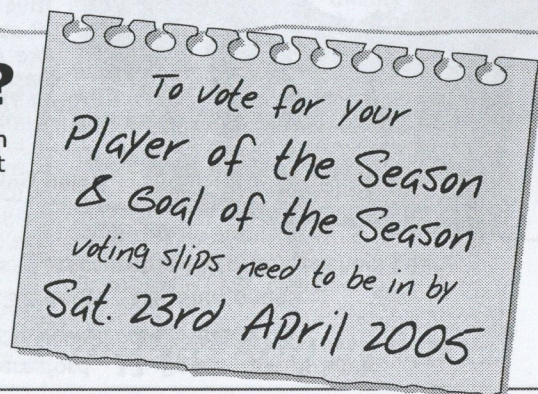 ?
n
t
To vote for your
Player of the Season
& Goal of the Season
voting slips need to be in by
Sat. 23rd April 2005